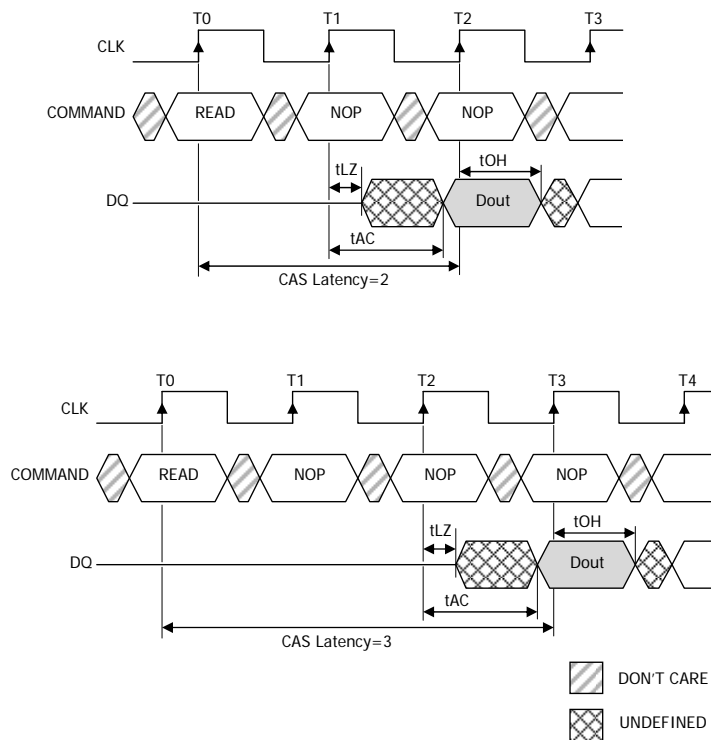 T0 T1 T2 T3
CLK
COMMAND READ NOP NOP
tLZ tOH
DQ Dout
tAC
CAS Latency=2
T0 T1 T2 T3 T4
CLK
COMMAND READ NOP NOP NOP
tLZ tOH
DQ Dout
tAC
CAS Latency=3
DON'T CARE
UNDEFINED